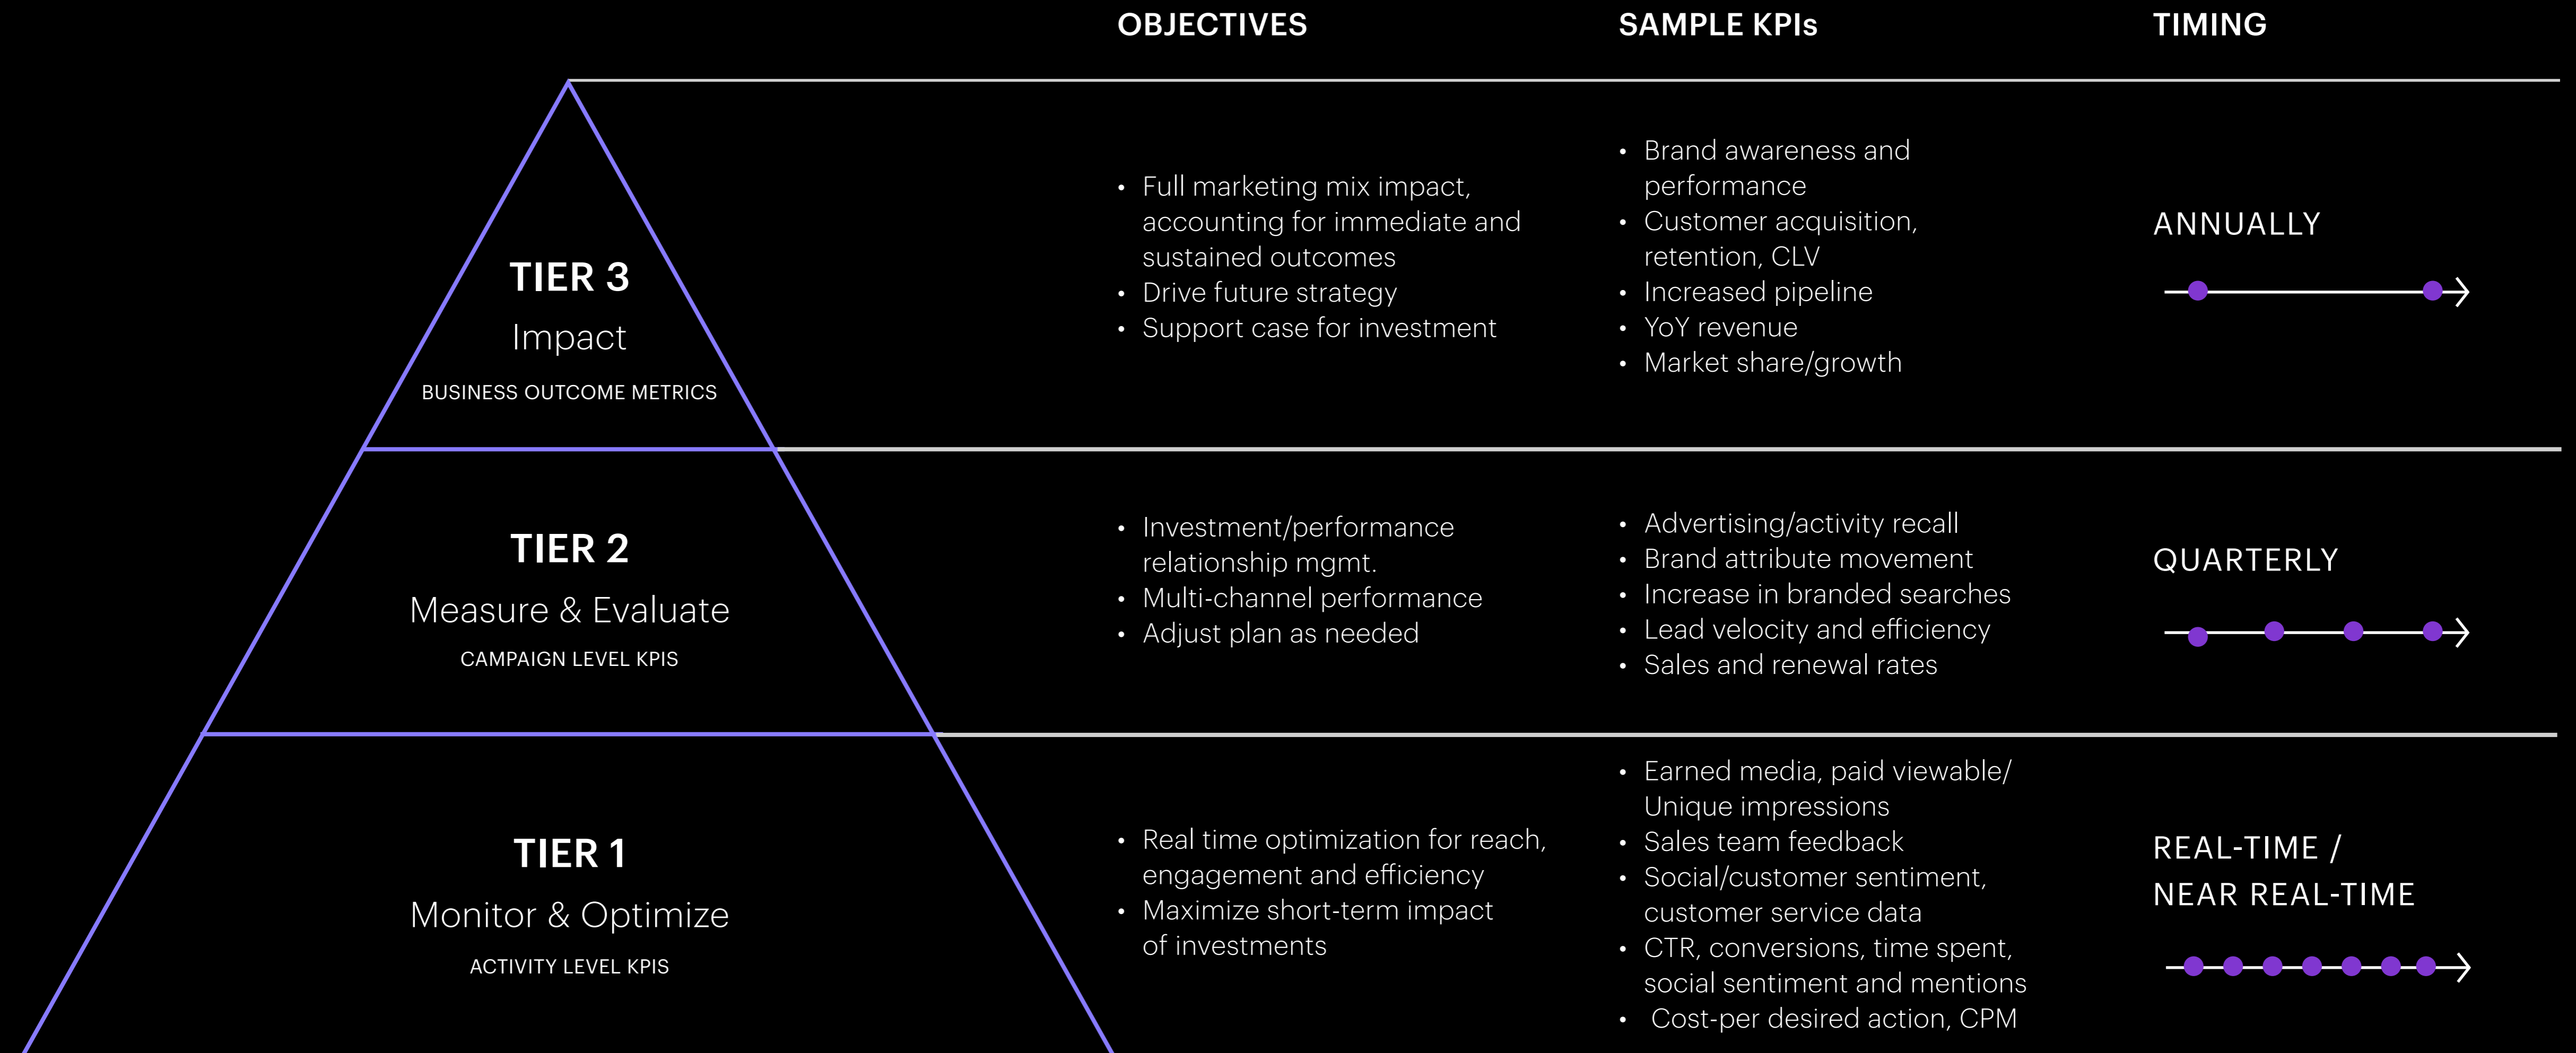 OBJECTIVES
SAMPLE KPIs
TIMING
TIER 3
Impact
BUSINESS OUTCOME METRICS
• Full marketing mix impact,
accounting for immediate and
sustained outcomes
• Drive future strategy
• Support case for investment
• Brand awareness and
performance
• Customer acquisition,
retention, CLV
• Increased pipeline
• YoY revenue
• Market share/growth
ANNUALLY
TIER 2
Measure & Evaluate
CAMPAIGN LEVEL KPIS
• Investment/performance
relationship mgmt.
• Multi-channel performance
• Adjust plan as needed
• Advertising/activity recall
• Brand attribute movement
• Increase in branded searches
• Lead velocity and efficiency
• Sales and renewal rates
QUARTERLY
TIER 1
Monitor & Optimize
ACTIVITY LEVEL KPIS
• Real time optimization for reach,
engagement and efficiency
• Maximize short-term impact
of investments
• Earned media, paid viewable/
Unique impressions
• Sales team feedback
• Social/customer sentiment,
customer service data
• CTR, conversions, time spent,
social sentiment and mentions
• Cost-per desired action, CPM
REAL-TIME /
NEAR REAL-TIME